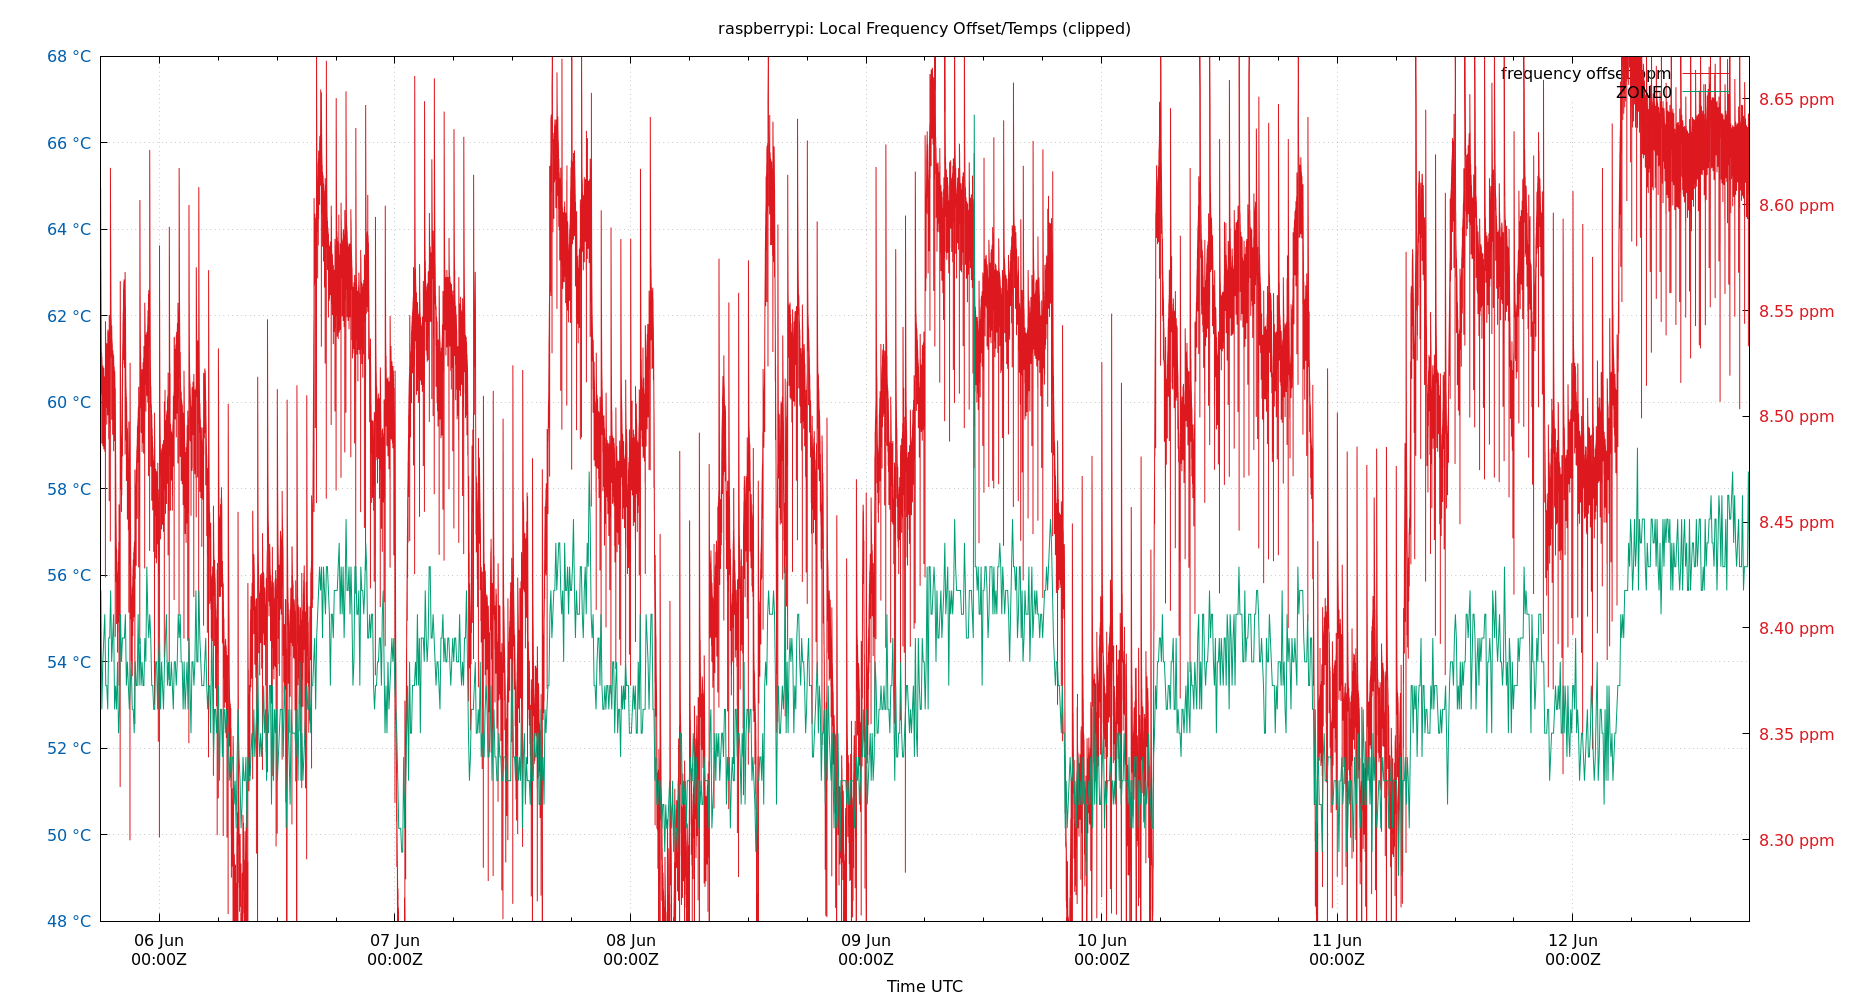 raspberrypi: Local Frequency Offset/Temps (clipped)
68 °C
66 °C
64 °C
62 °C
60 °C
58 °C
56 °C
54 °C
52 °C
50 °C
48 °C
frequency offset ppm
ZONE0
8.65 ppm
8.60 ppm
8.55 ppm
8.50 ppm
8.45 ppm
8.40 ppm
8.35 ppm
8.30 ppm
06 Jun
00:00Z
07 Jun
00:00Z
08 Jun
00:00Z
09 Jun
00:00Z
10 Jun
00:00Z
11 Jun
00:00Z
12 Jun
00:00Z
Time UTC